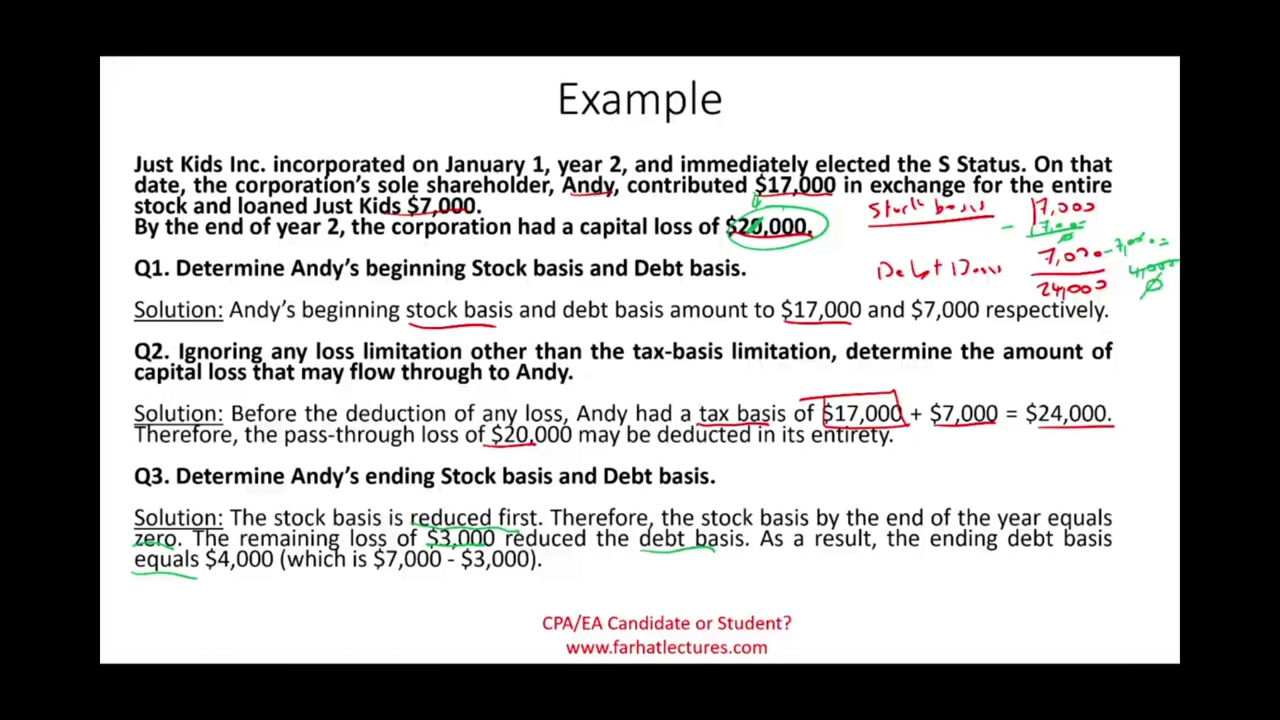 Example
Just Kids Inc. incorporated on January 1, year 2, and immediately elected the S Status. On that
date, the corporation's sole shareholder, Andy, contributed $17,000 in exchange for the entire
stock and loaned Just Kids $7,000.
By the end of year 2, the corporation had a capital loss of $20,000.
Stock basis 17,000
17,000
Q1. Determine Andy's beginning Stock basis and Debt basis.
Debt 7,000
24,000
4,000
Solution: Andy's beginning stock basis and debt basis amount to $17,000 and $7,000 respectively.
Q2. Ignoring any loss limitation other than the tax-basis limitation, determine the amount of
capital loss that may flow through to Andy.
Solution: Before the deduction of any loss, Andy had a tax basis of $17,000 + $7,000 = $24,000.
Therefore, the pass-through loss of $20,000 may be deducted in its entirety.
Q3. Determine Andy's ending Stock basis and Debt basis.
Solution: The stock basis is reduced first. Therefore, the stock basis by the end of the year equals
zero. The remaining loss of $3,000 reduced the debt basis. As a result, the ending debt basis
equals $4,000 (which is $7,000 - $3,000).
CPA/EA Candidate or Student?
www.farhatlectures.com